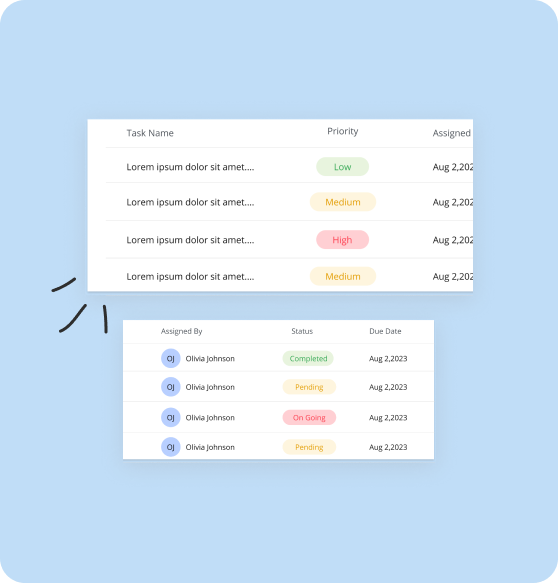 Task Name Priority Assigned
Lorem ipsum dolor sit amet.... Low Aug 2,202
Lorem ipsum dolor sit amet.... Medium Aug 2,202
Lorem ipsum dolor sit amet.... High Aug 2,202
Lorem ipsum dolor sit amet.... Medium Aug 2,202
Assigned By Status Due Date
OJ Olivia Johnson Completed Aug 2,2023
OJ Olivia Johnson Pending Aug 2,2023
OJ Olivia Johnson On Going Aug 2,2023
OJ Olivia Johnson Pending Aug 2,2023